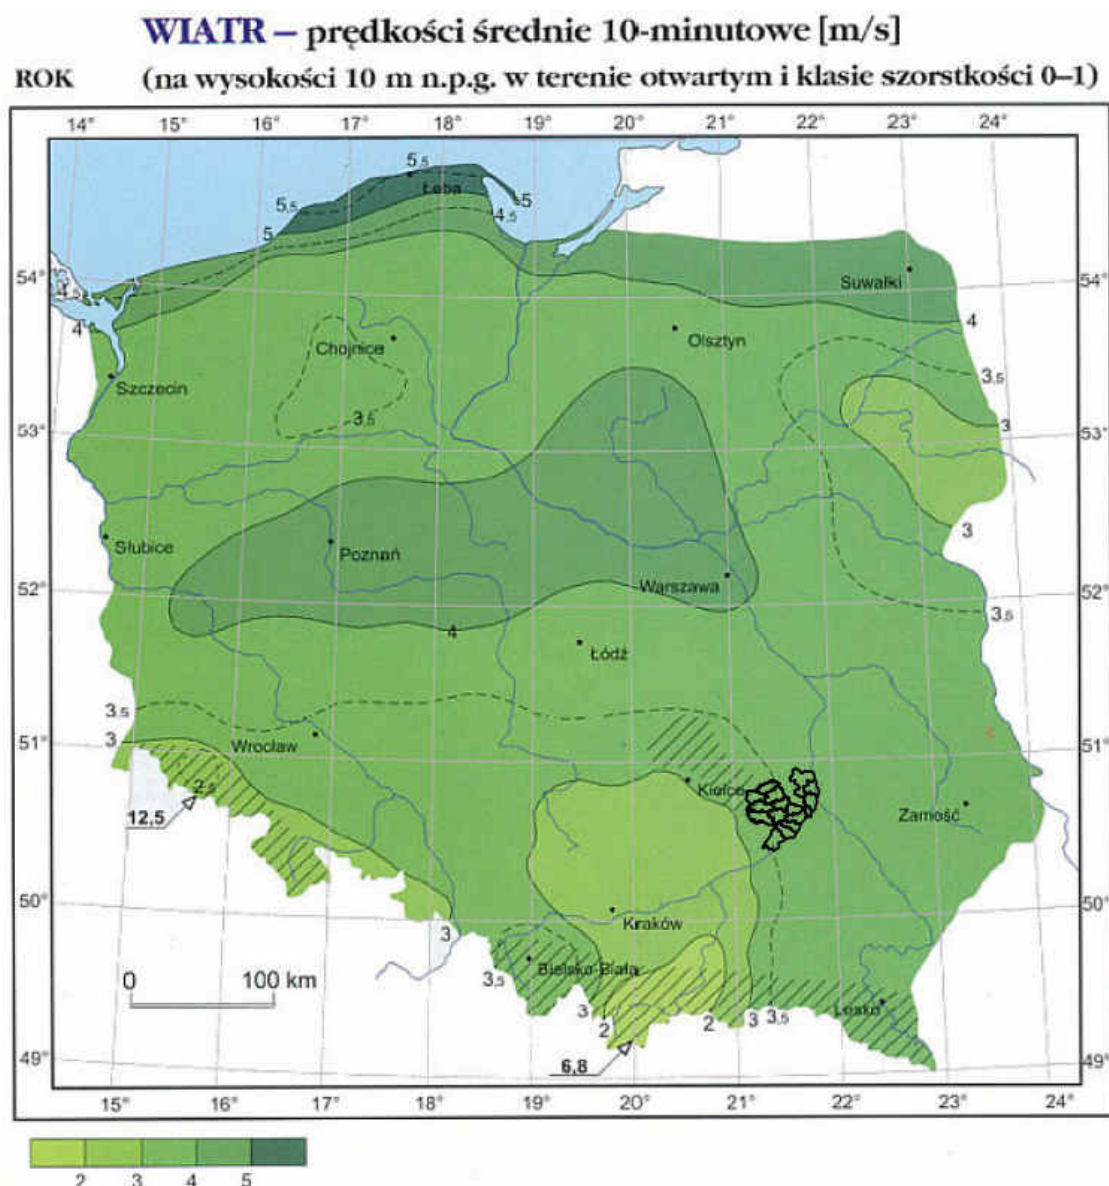 WIATR – prędkości średnie 10-minutowe [m/s]
ROK (na wysokości 10 m n.p.g. w terenie otwartym i klasie szorstkości 0–1)
14° 15° 16° 17° 18° 19° 20° 21° 22° 23° 24°
5,5
Łeba
5,5
5
4,5
5
54°
4,5
Suwałki
54°
4
4
Chojnice
Olsztyn
Szczecin
3,5
3,5
53°
3
53°
Słubice
Poznań
3
52°
Warszawa
52°
4
3,5
Łódź
3,5
51°
3
Wrocław
51°
2,5
Kielce
12,5
Zamość
50°
50°
Kraków
3
0 100 km
3,5
Bielsko-Biała
Lesko
3
2
2
3
3,5
49°
6,8
49°
15° 16° 17° 18° 19° 20° 21° 22° 23° 24°
2 3 4 5